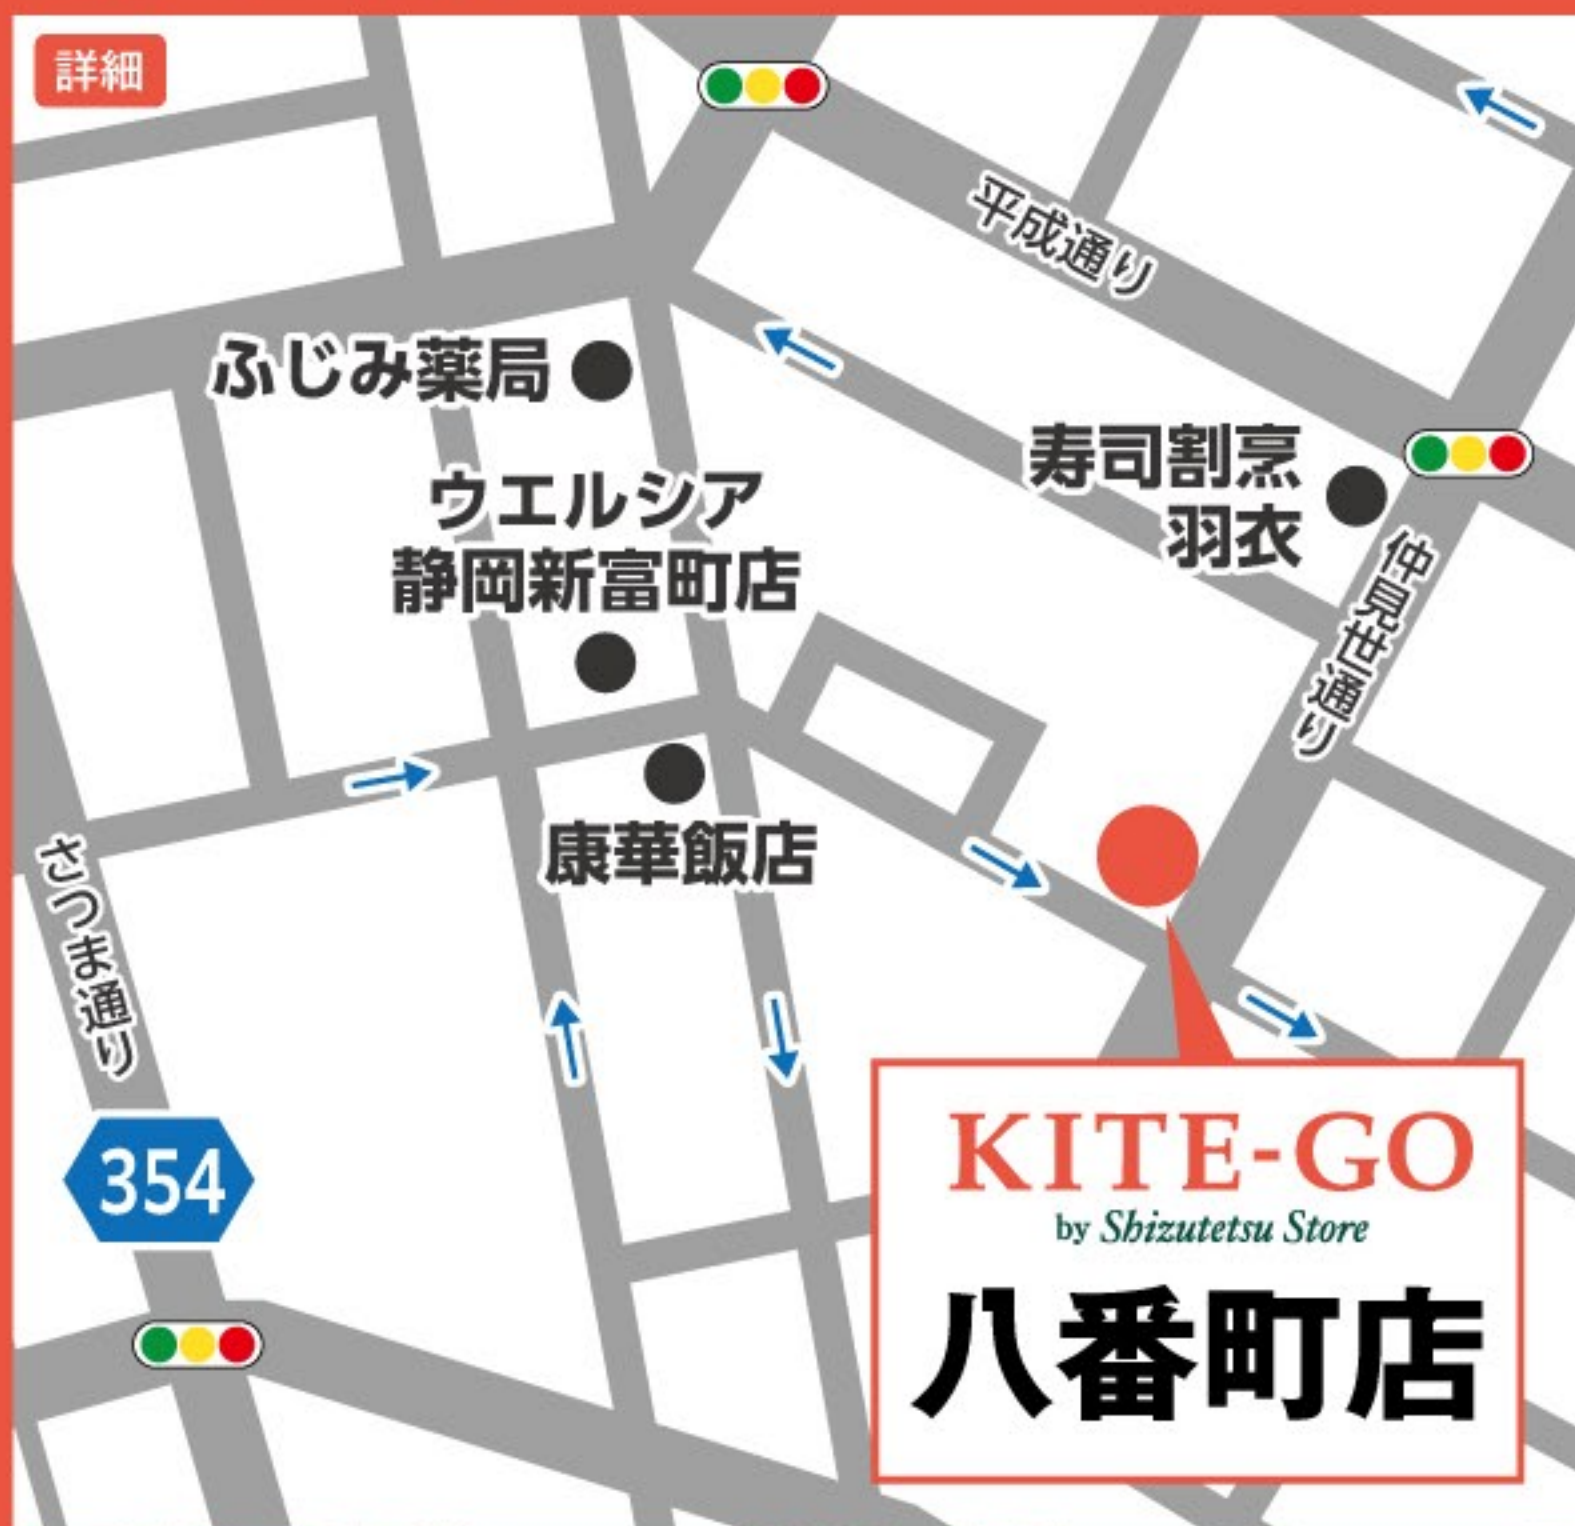 詳細
平成通り
ふじみ薬局
寿司割烹
羽衣
ウエルシア
静岡新富町店
仲見世通り
康華飯店
さつま通り
354
KITE-GO
by Shizutetsu Store
八番町店